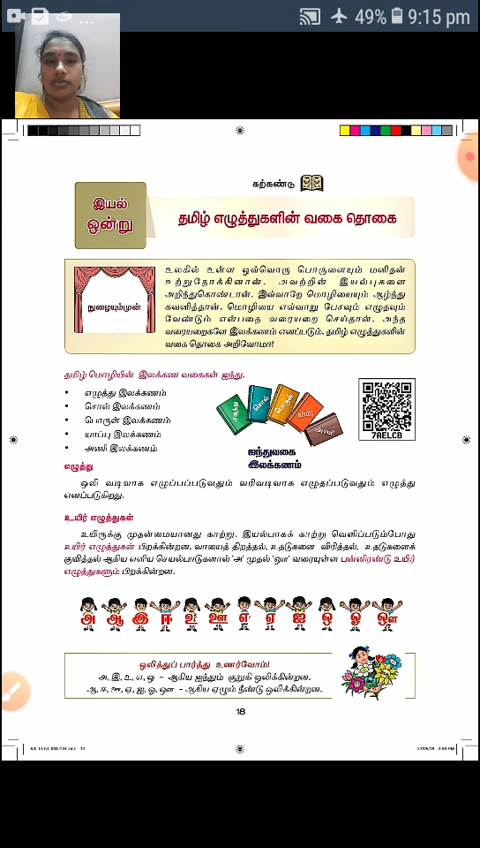 49% 9:15 pm
கற்கண்டு
இயல்
ஒன்று
தமிழ் எழுத்துகளின் வகை தொகை
நுழையும்முன்
உலகில் உள்ள ஒவ்வொரு பொருளையும் மனிதன்
உற்றுநோக்கினான். அவற்றின் இயல்புகளை
அறிந்துகொண்டான். இவ்வாறே மொழியையும் ஆழ்ந்து
கவனித்தான். மொழியை எவ்வாறு பேசவும் எழுதவும்
வேண்டும் என்பதை வரையறை செய்தான். அந்த
வரையறைகளே இலக்கணம் எனப்படும். தமிழ் எழுத்துகளின்
வகை தொகை அறிவோமா!
தமிழ் மொழியின் இலக்கண வகைகள் ஐந்து.
• எழுத்து இலக்கணம்
• சொல் இலக்கணம்
• பொருள் இலக்கணம்
• யாப்பு இலக்கணம்
• அணி இலக்கணம்
எழுத்து
சொல்
பொருள்
யாப்பு
அணி
ஐந்துவகை
இலக்கணம்
7AELCB
எழுத்து
ஒலி வடிவாக எழுப்பப்படுவதும் வரிவடிவாக எழுதப்படுவதும் எழுத்து
எனப்படுகிறது.
உயிர் எழுத்துகள்
உயிருக்கு முதன்மையானது காற்று. இயல்பாகக் காற்று வெளிப்படும்போது
உயிர் எழுத்துகள் பிறக்கின்றன. வாயைத் திறத்தல், உதடுகளை விரித்தல், உதடுகளைக்
குவித்தல் ஆகிய எளிய செயல்பாடுகளால் 'அ' முதல் 'ஔ' வரையுள்ள பன்னிரண்டு உயிர்
எழுத்துகளும் பிறக்கின்றன.
அ ஆ இ ஈ உ ஊ எ ஏ ஐ ஒ ஓ ஔ
ஒலித்துப் பார்த்து உணர்வோம்!
அ, இ, உ, எ, ஒ - ஆகிய ஐந்தும் குறுகி ஒலிக்கின்றன.
ஆ, ஈ, ஊ, ஏ, ஐ, ஓ, ஔ - ஆகிய ஏழும் நீண்டு ஒலிக்கின்றன.
18